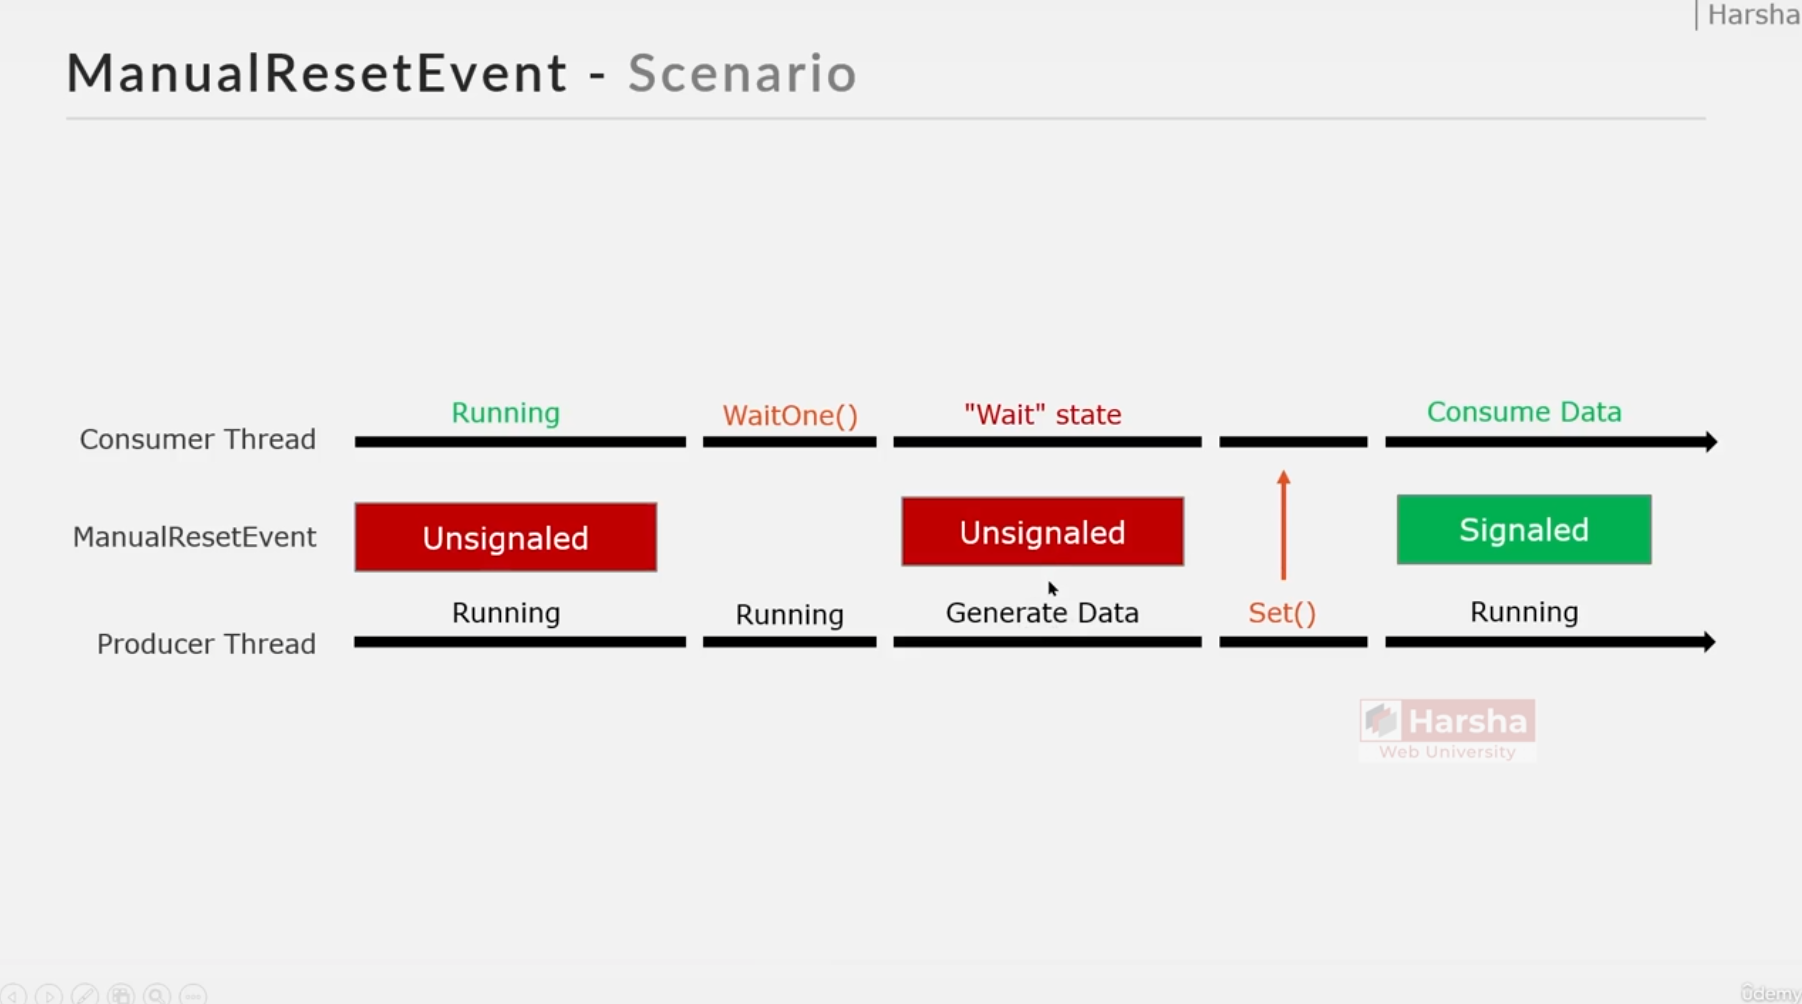 | Harsha
ManualResetEvent - Scenario
Running WaitOne() "Wait" state Consume Data
Consumer Thread
ManualResetEvent Unsignaled Unsignaled Signaled
Running Running Generate Data Set() Running
Producer Thread
Harsha
Web University
ûdemy